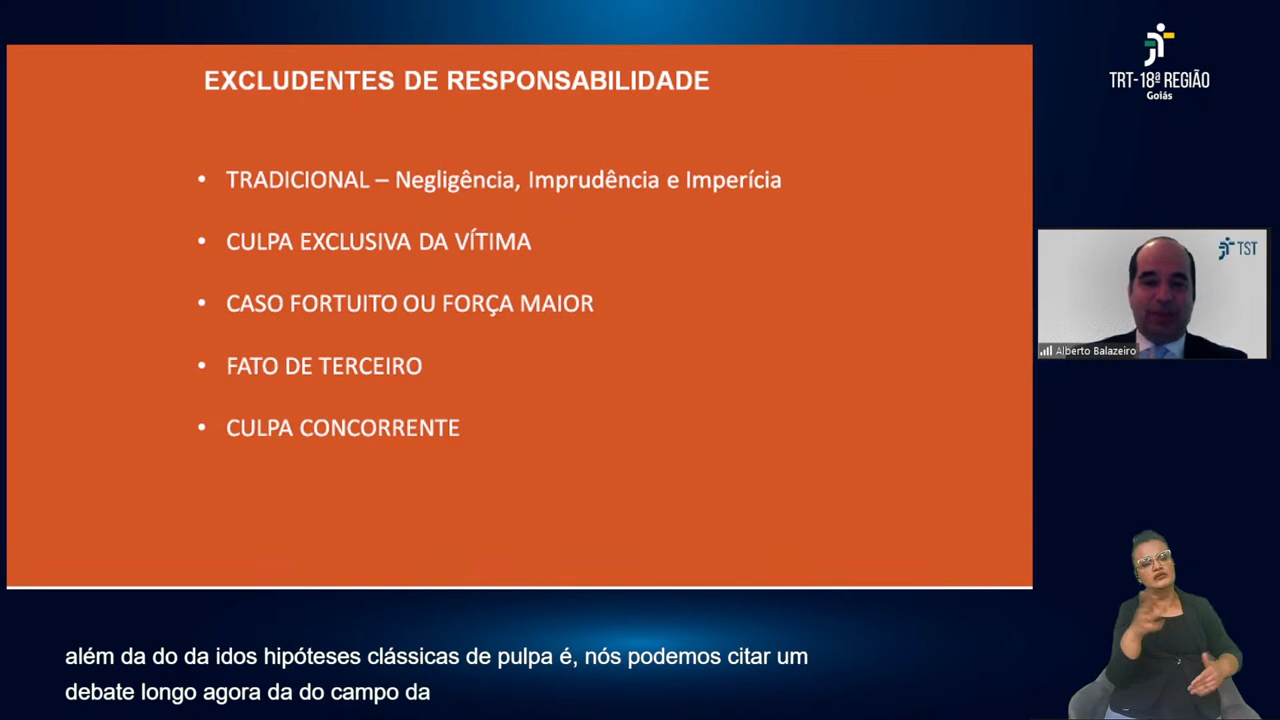 EXCLUDENTES DE RESPONSABILIDADE
• TRADICIONAL – Negligência, Imprudência e Imperícia
• CULPA EXCLUSIVA DA VÍTIMA
• CASO FORTUITO OU FORÇA MAIOR
• FATO DE TERCEIRO
• CULPA CONCORRENTE
TRT-18ª REGIÃO
Goiás
TST
Alberto Balazeiro
além da do da idos hipóteses clássicas de pulpa é, nós podemos citar um
debate longo agora da do campo da